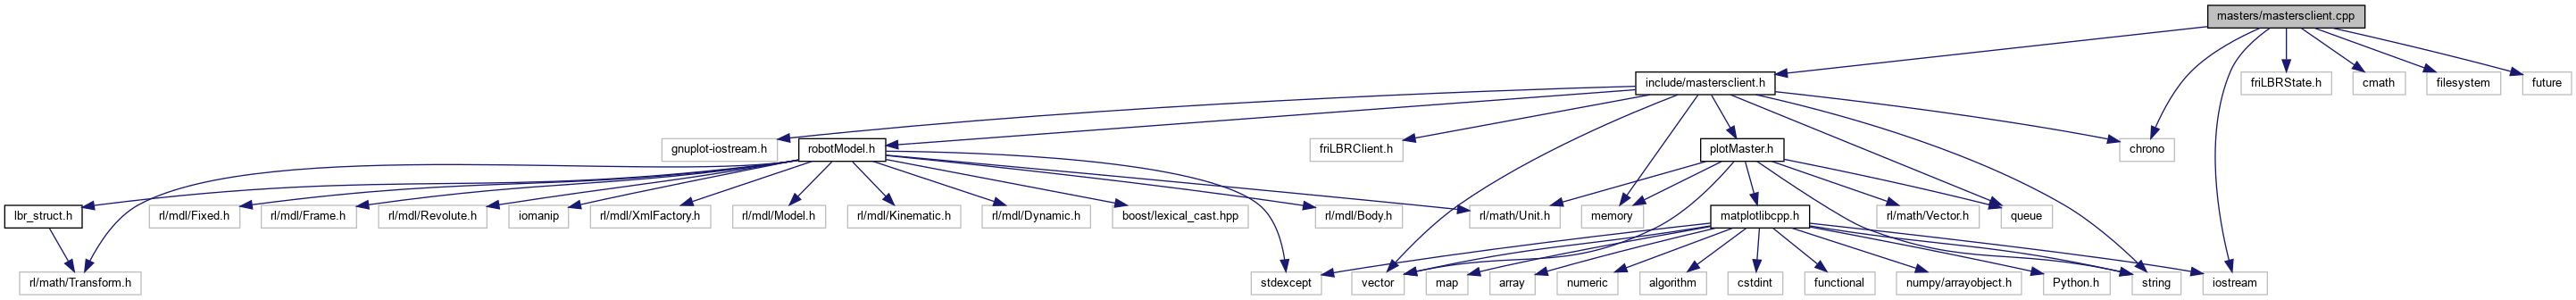 masters/mastersclient.cpp
include/mastersclient.h
friLBRState.h
cmath
filesystem
future
gnuplot-iostream.h
robotModel.h
friLBRClient.h
plotMaster.h
chrono
lbr_struct.h
rl/mdl/Fixed.h
rl/mdl/Frame.h
rl/mdl/Revolute.h
iomanip
rl/mdl/XmlFactory.h
rl/mdl/Model.h
rl/mdl/Kinematic.h
rl/mdl/Dynamic.h
boost/lexical_cast.hpp
rl/mdl/Body.h
rl/math/Unit.h
memory
matplotlibcpp.h
rl/math/Vector.h
queue
rl/math/Transform.h
stdexcept
vector
map
array
numeric
algorithm
cstdint
functional
numpy/arrayobject.h
Python.h
string
iostream